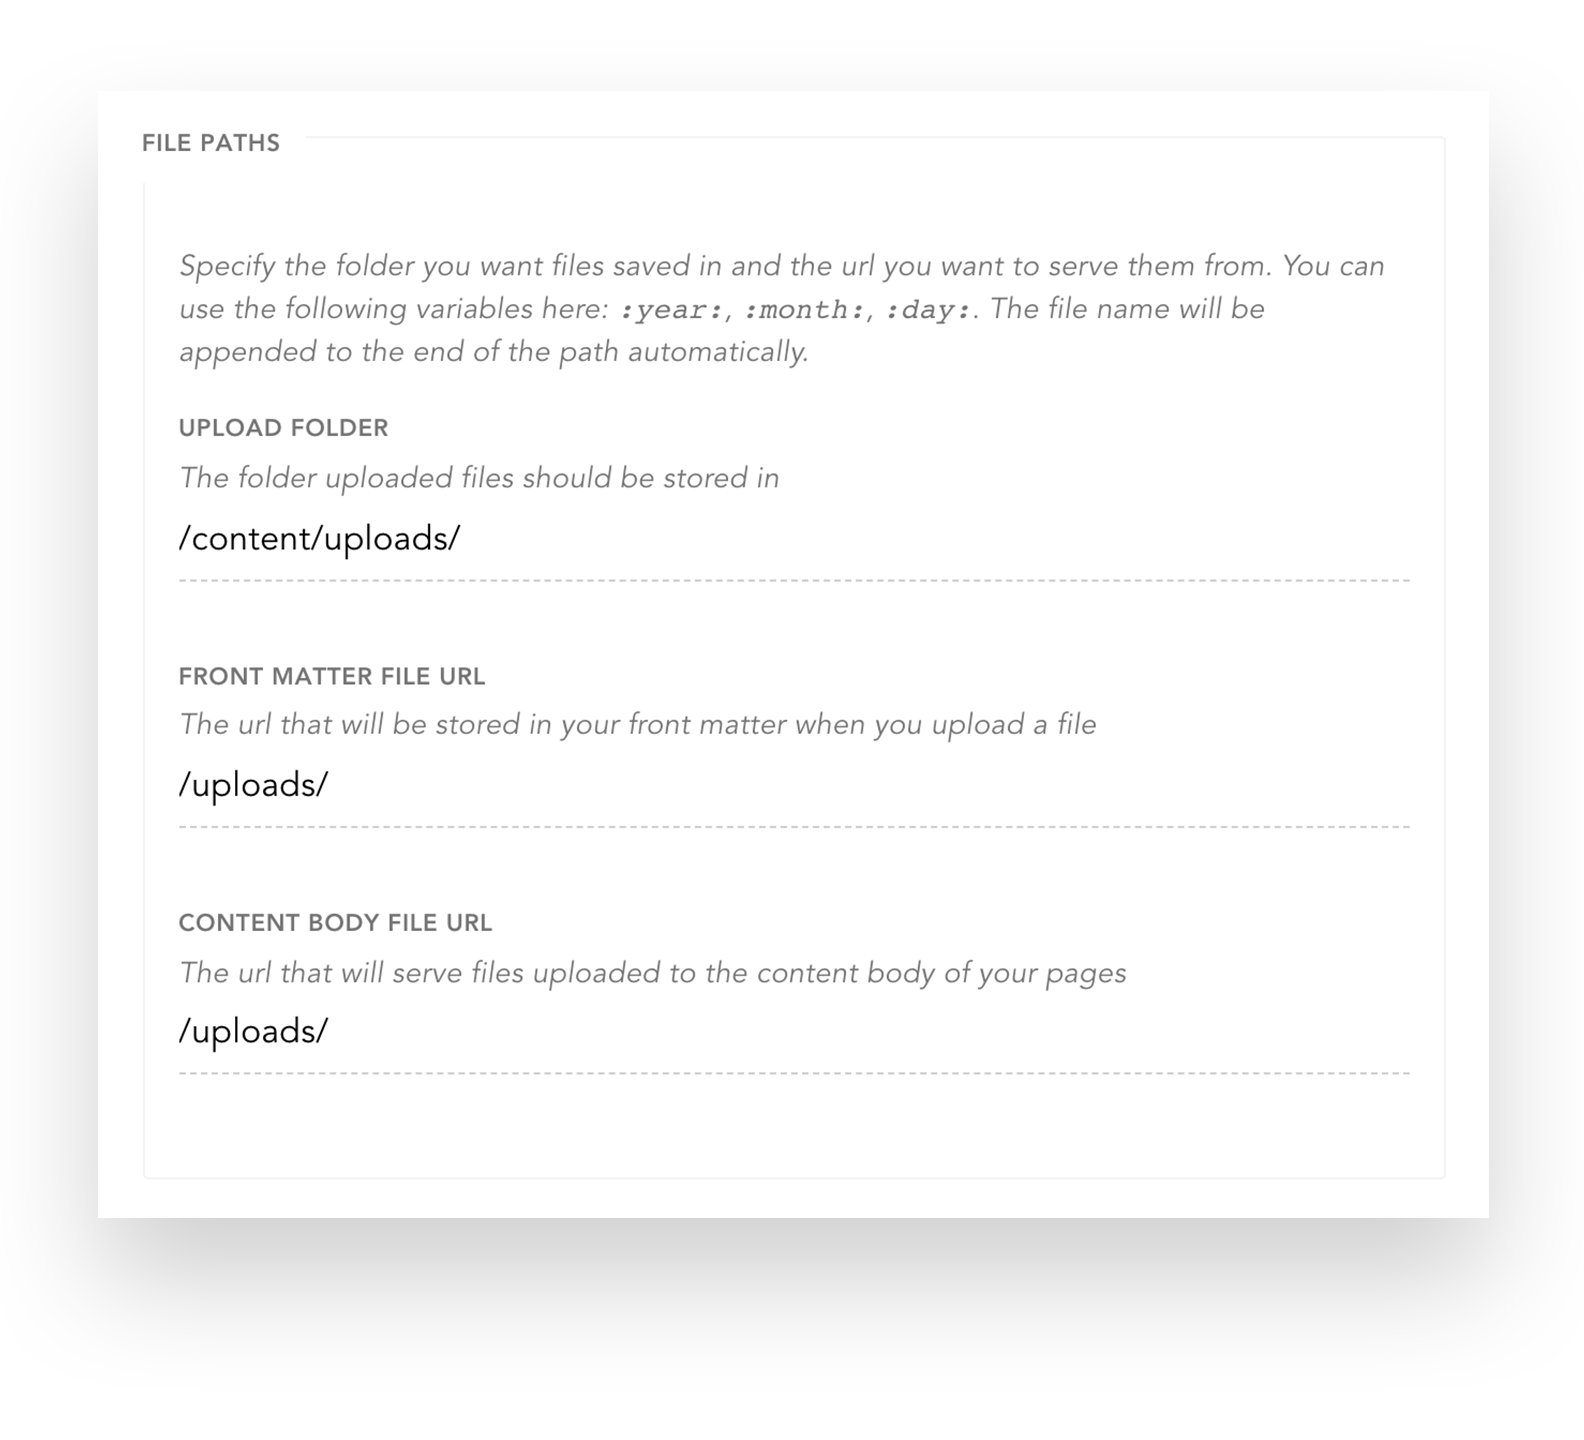 FILE PATHS
Specify the folder you want files saved in and the url you want to serve them from. You can
use the following variables here: :year:, :month:, :day:. The file name will be
appended to the end of the path automatically.
UPLOAD FOLDER
The folder uploaded files should be stored in
/content/uploads/
FRONT MATTER FILE URL
The url that will be stored in your front matter when you upload a file
/uploads/
CONTENT BODY FILE URL
The url that will serve files uploaded to the content body of your pages
/uploads/